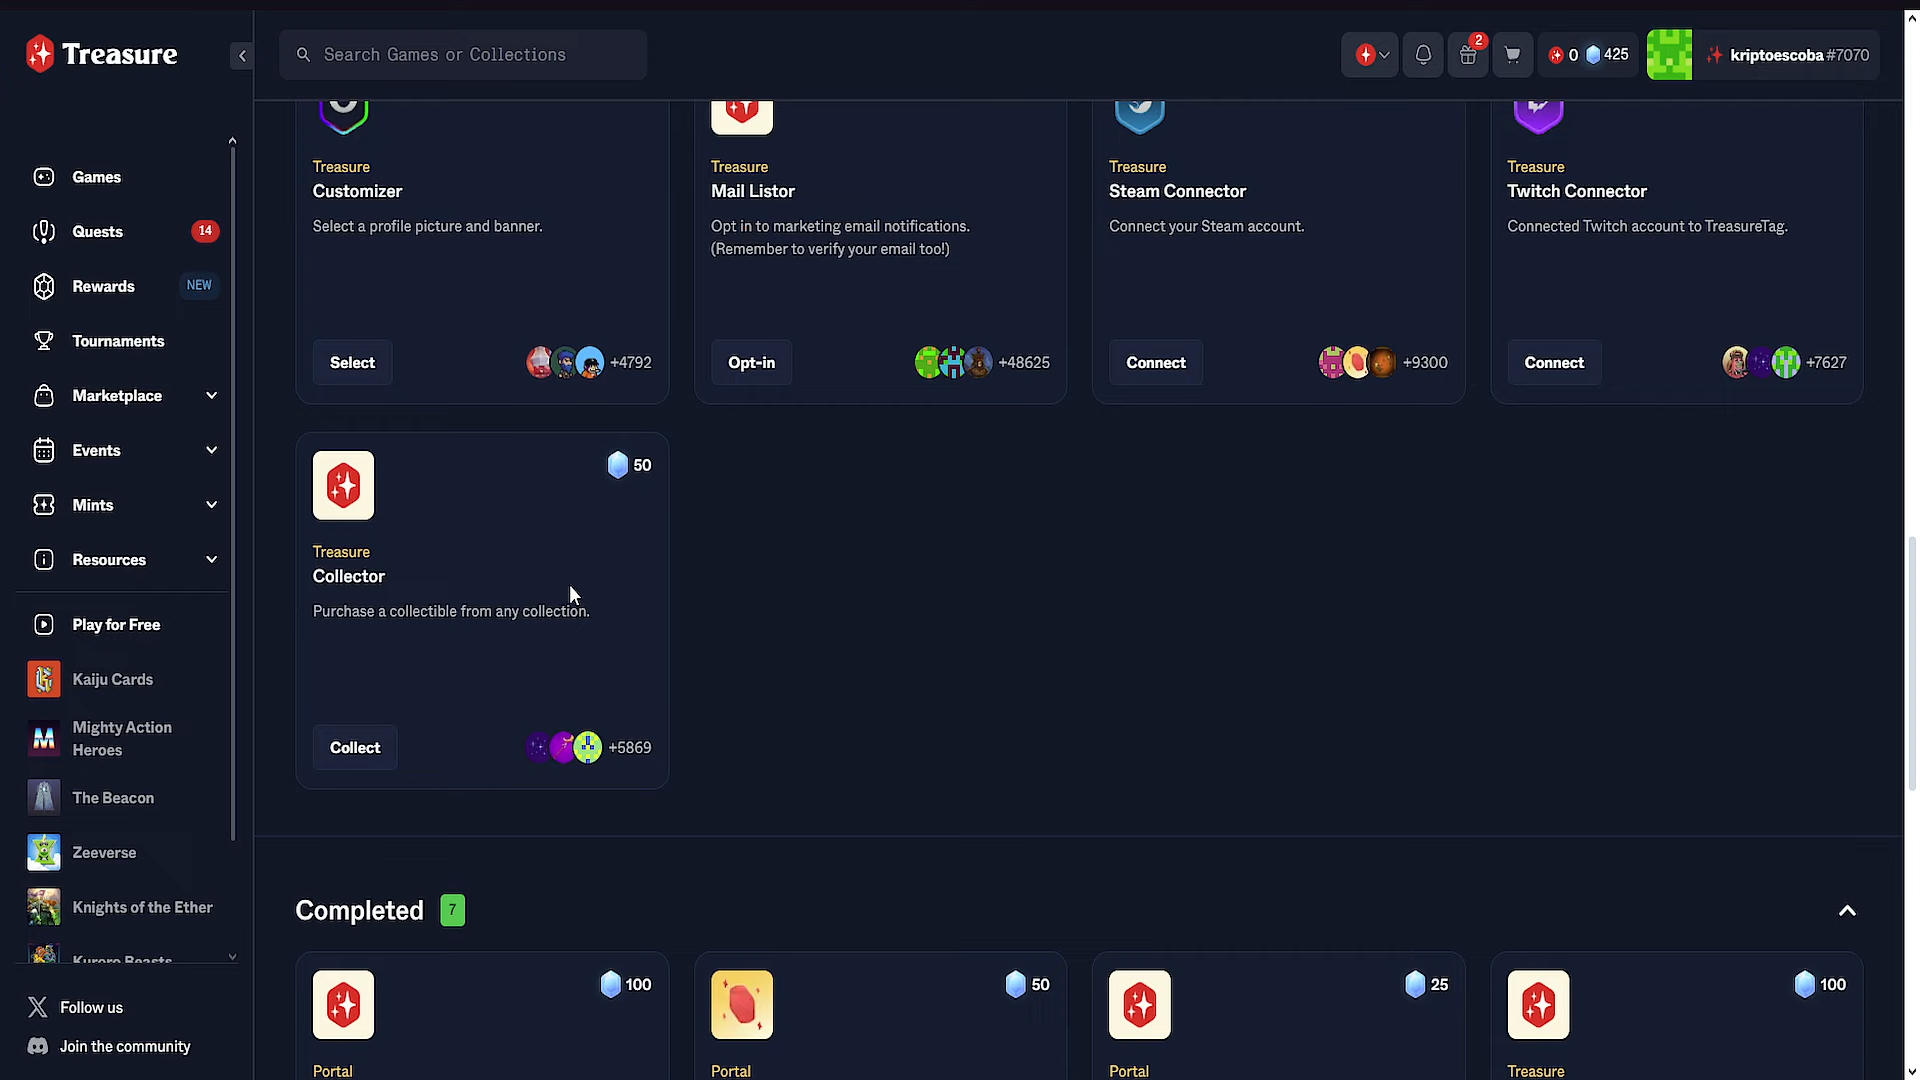 Treasure
Search Games or Collections
2
0
425
kriptoescoba#7070
Games
Quests
14
Rewards
NEW
Tournaments
Marketplace
Events
Mints
Resources
Play for Free
Kaiju Cards
Mighty Action
Heroes
The Beacon
Zeeverse
Knights of the Ether
Kuroro Beasts
Follow us
Join the community
Treasure
Customizer
Select a profile picture and banner.
Select
+4792
Treasure
Mail Listor
Opt in to marketing email notifications.
(Remember to verify your email too!)
Opt-in
+48625
Treasure
Steam Connector
Connect your Steam account.
Connect
+9300
Treasure
Twitch Connector
Connected Twitch account to TreasureTag.
Connect
+7627
50
Treasure
Collector
Purchase a collectible from any collection.
Collect
+5869
Completed
7
100
Portal
50
Portal
25
Portal
100
Treasure